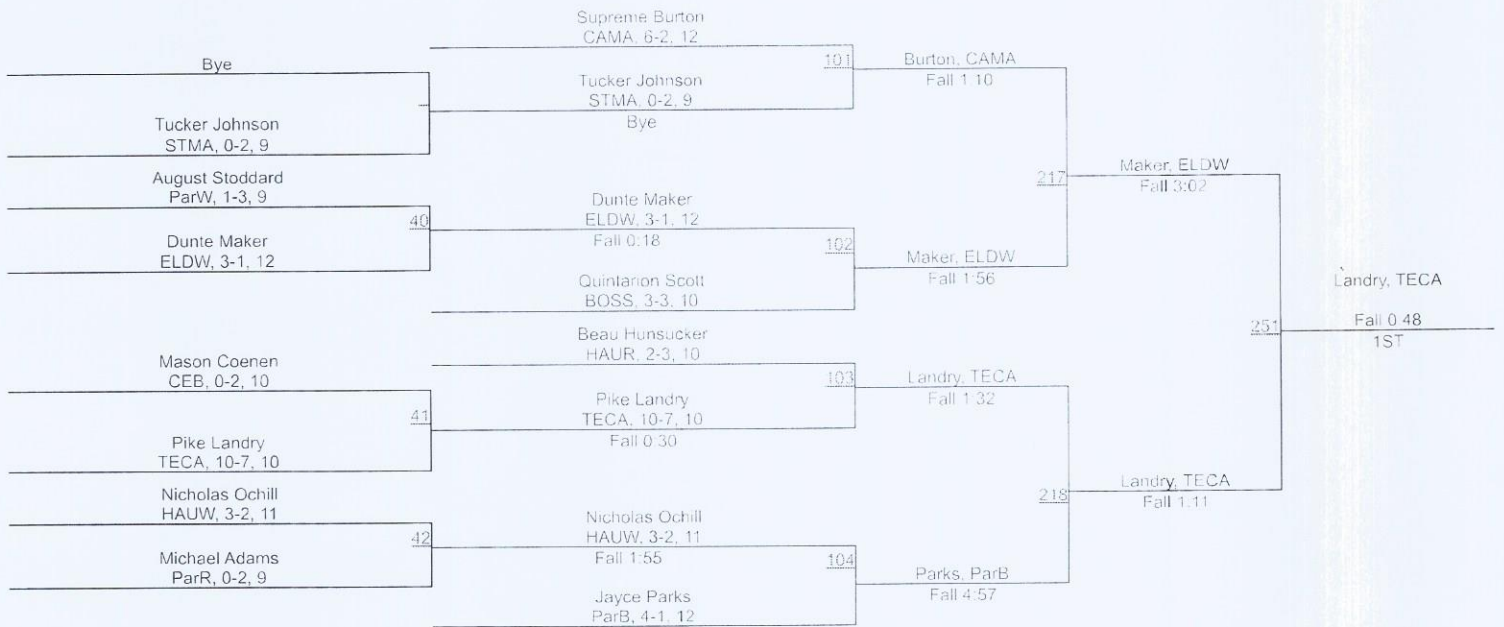 Bye
Tucker Johnson
STMA, 0-2, 9
August Stoddard
ParW, 1-3, 9
40
Dunte Maker
ELDW, 3-1, 12
Mason Coenen
CEB, 0-2, 10
41
Pike Landry
TECA, 10-7, 10
Nicholas Ochill
HAUW, 3-2, 11
42
Michael Adams
ParR, 0-2, 9
Supreme Burton
CAMA, 6-2, 12
101
Tucker Johnson
STMA, 0-2, 9
Bye
Dunte Maker
ELDW, 3-1, 12
Fall 0:18
102
Quintarion Scott
BOSS, 3-3, 10
Beau Hunsucker
HAUR, 2-3, 10
103
Pike Landry
TECA, 10-7, 10
Fall 0:30
Nicholas Ochill
HAUW, 3-2, 11
Fall 1:55
104
Jayce Parks
ParB, 4-1, 12
Burton, CAMA
Fall 1:10
217
Maker, ELDW
Fall 1:56
Landry, TECA
Fall 1:32
218
Parks, ParB
Fall 4:57
Maker, ELDW
Fall 3:02
251
Landry, TECA
Fall 1:11
Landry, TECA
Fall 0:48
1ST